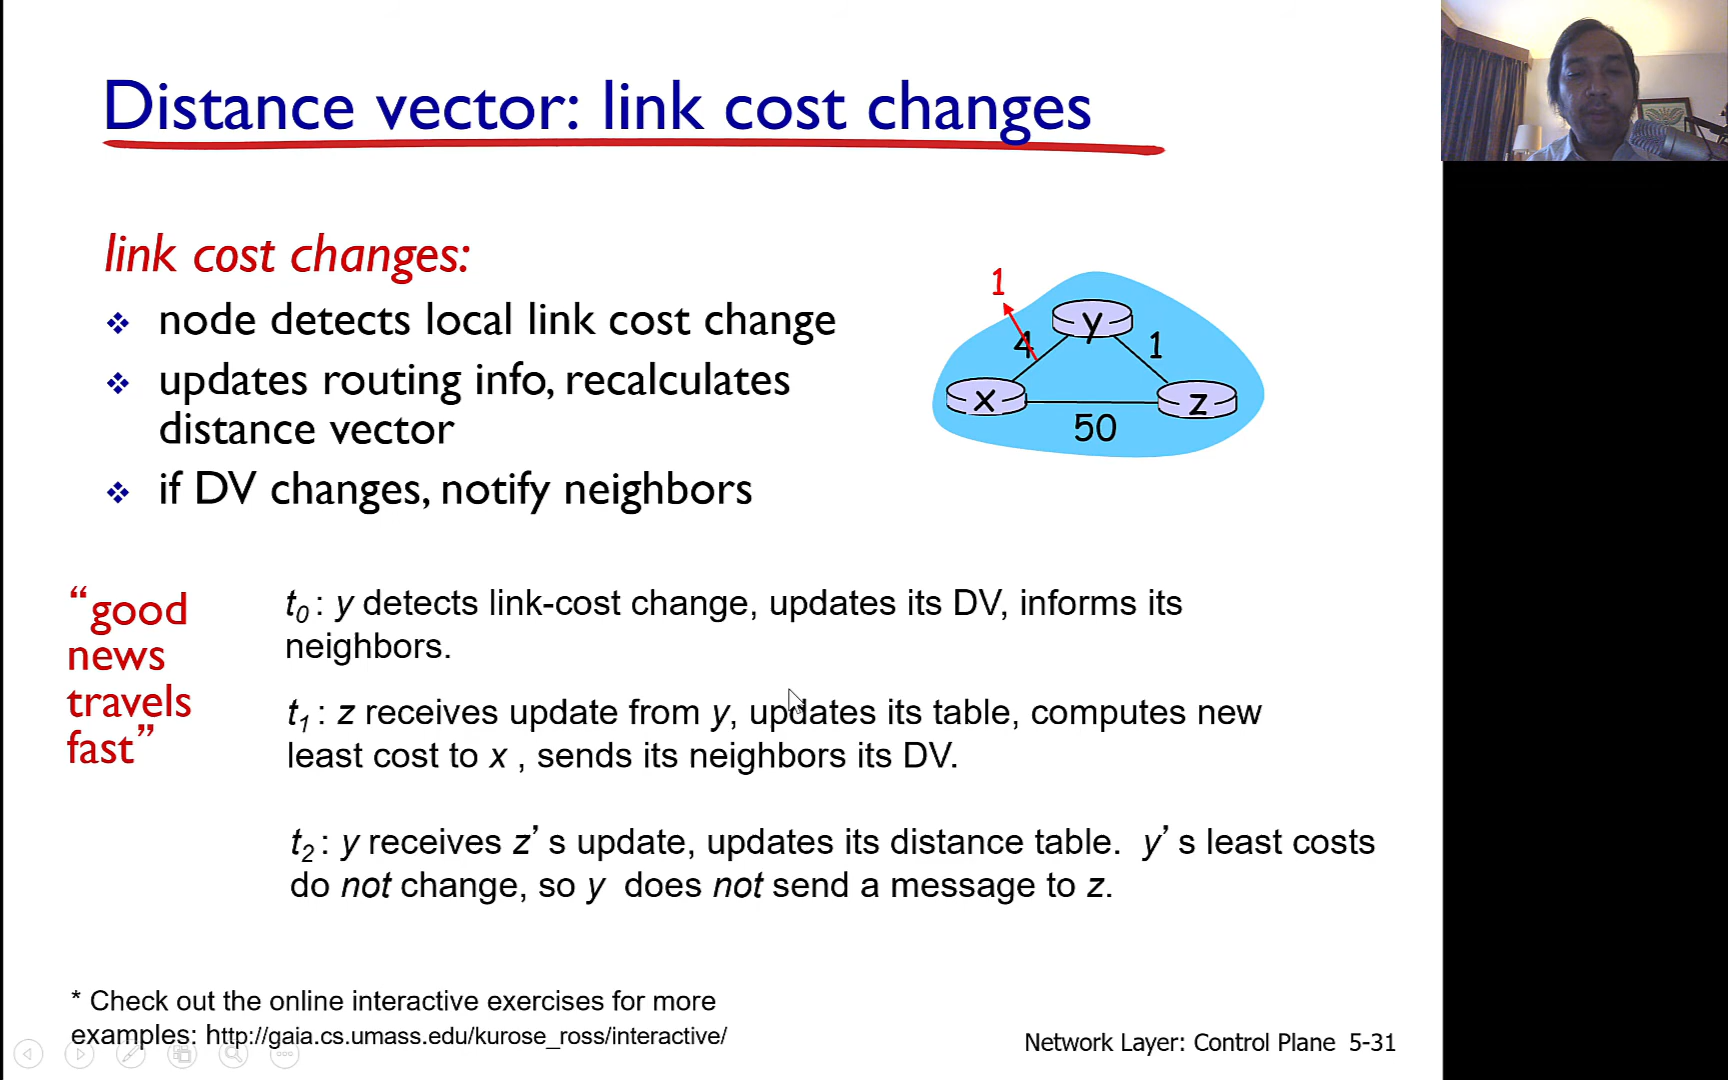 Distance vector: link cost changes
link cost changes:
❖ node detects local link cost change
❖ updates routing info, recalculates
distance vector
❖ if DV changes, notify neighbors
1
y
4
1
x
z
50
“good
news
travels
fast”
t0 : y detects link-cost change, updates its DV, informs its
neighbors.
t1 : z receives update from y, updates its table, computes new
least cost to x , sends its neighbors its DV.
t2 : y receives z’ s update, updates its distance table. y’ s least costs
do not change, so y does not send a message to z.
* Check out the online interactive exercises for more
examples: http://gaia.cs.umass.edu/kurose_ross/interactive/
Network Layer: Control Plane 5-31